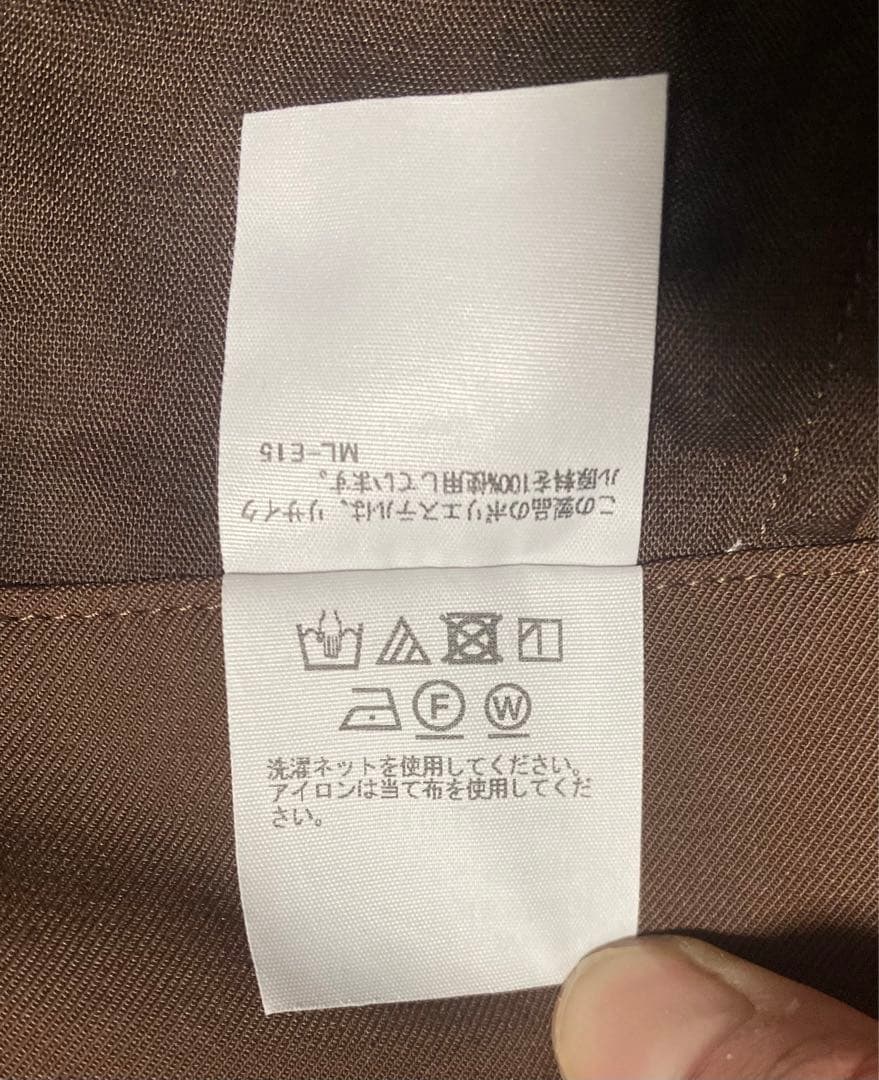 この製品のポリエステルは、リサイク
ル原料を100%使用しています。
ML-E15
F W
洗濯ネットを使用してください。
アイロンは当て布を使用してくだ
さい。